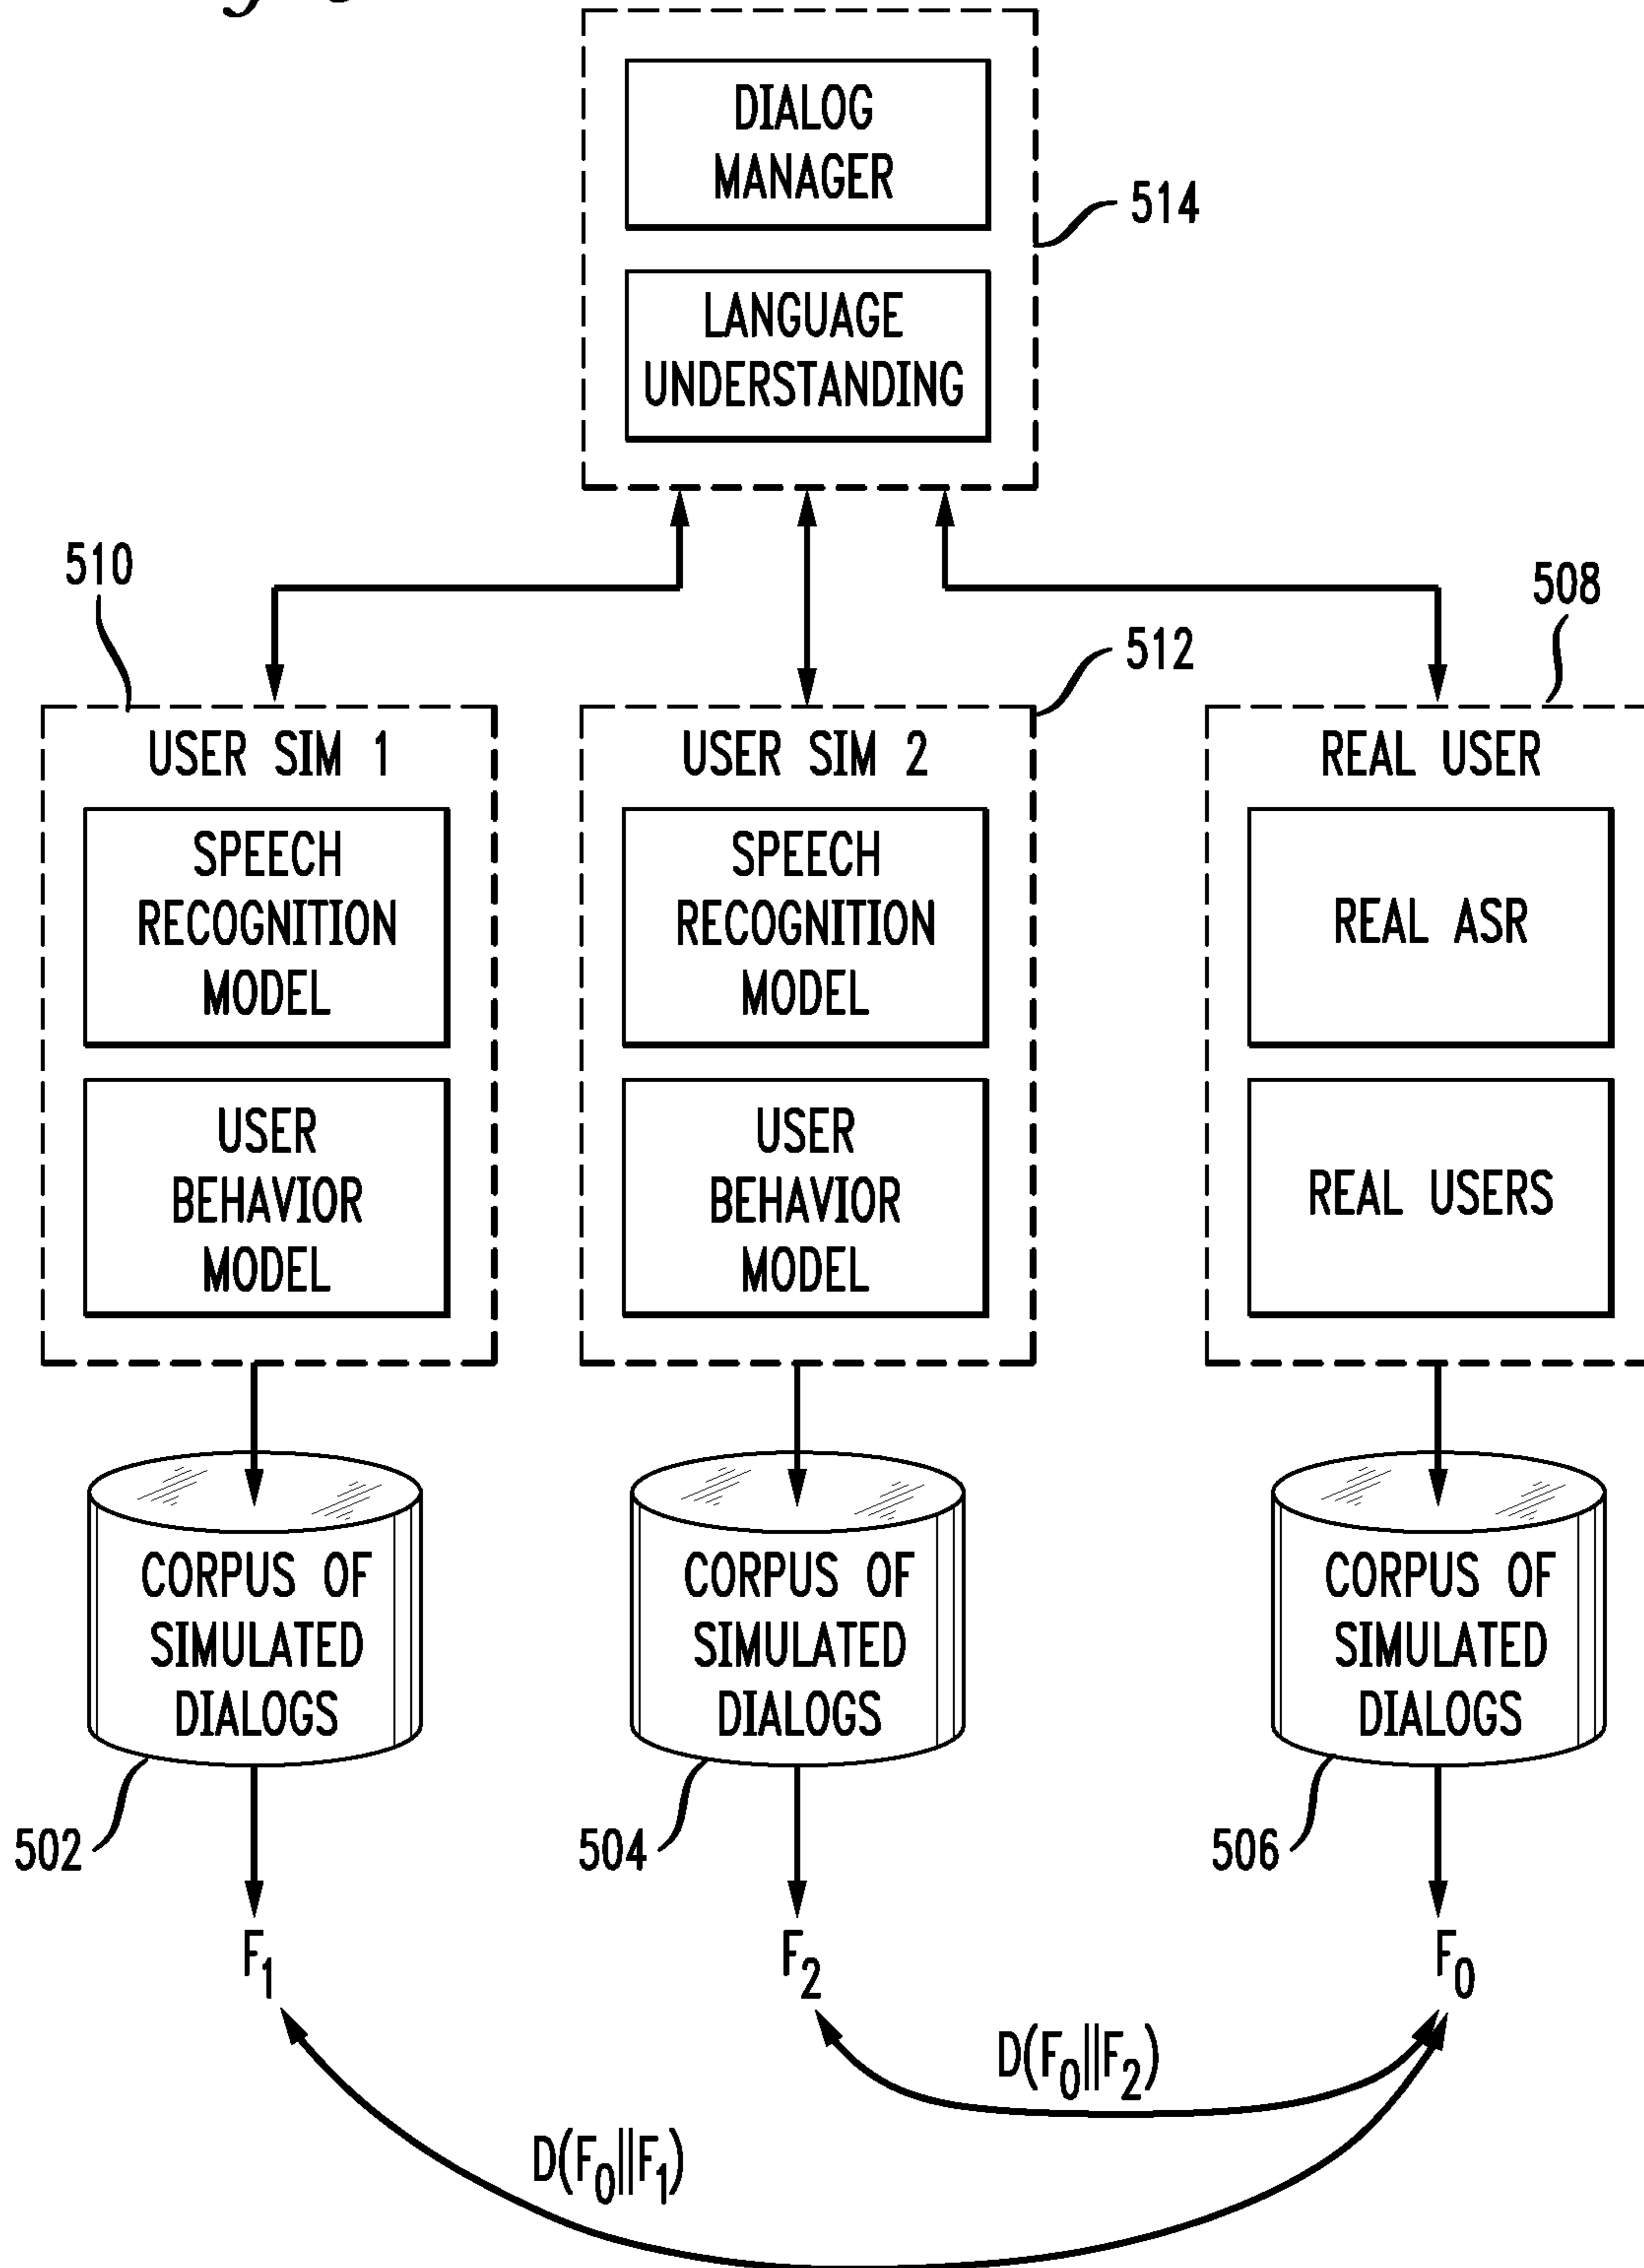 DIALOG
MANAGER
514
LANGUAGE
UNDERSTANDING
510
508
512
USER SIM 1
SPEECH
RECOGNITION
MODEL
USER
BEHAVIOR
MODEL
USER SIM 2
SPEECH
RECOGNITION
MODEL
USER
BEHAVIOR
MODEL
REAL USER
REAL ASR
REAL USERS
CORPUS OF
SIMULATED
DIALOGS
CORPUS OF
SIMULATED
DIALOGS
CORPUS OF
SIMULATED
DIALOGS
502
504
506
F1
F2
F0
D(F0||F2)
D(F0||F1)